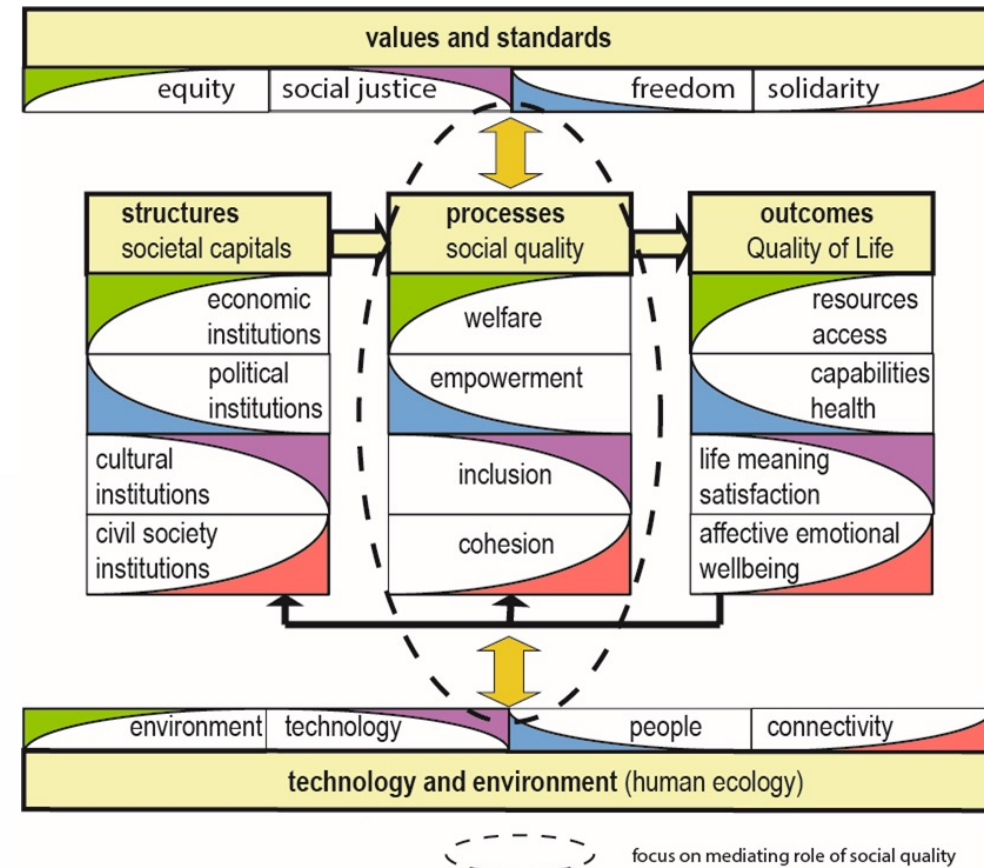 values and standards
equity social justice freedom solidarity
structures
societal capitals
processes
social quality
outcomes
Quality of Life
economic
institutions
welfare
resources
access
political
institutions
empowerment
capabilities
health
cultural
institutions
inclusion
life meaning
satisfaction
civil society
institutions
cohesion
affective emotional
wellbeing
environment technology people connectivity
technology and environment (human ecology)
focus on mediating role of social quality